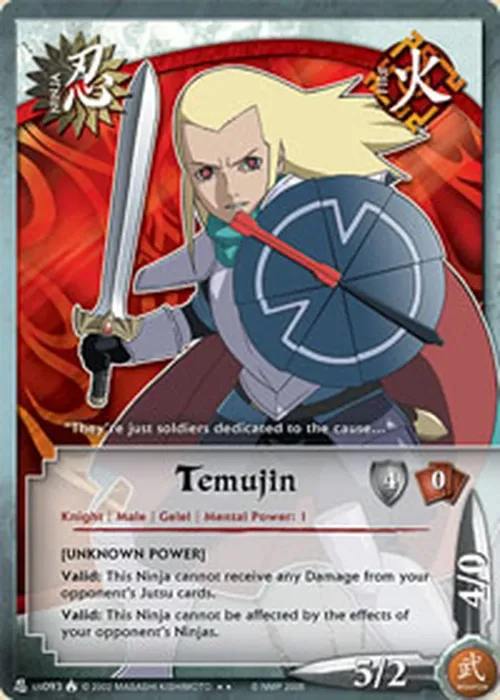 NINJA 忍
FIRE 火
"They're just soldiers dedicated to the cause..."
Temujin
4 0
Knight | Male | Gelel | Mental Power: 1
[UNKNOWN POWER]
Valid: This Ninja cannot receive any Damage from your
opponent's Jutsu cards.
Valid: This Ninja cannot be affected by the effects of
your opponent's Ninjas.
4/0
5/2
武
© 2002 MASASHI KISHIMOTO